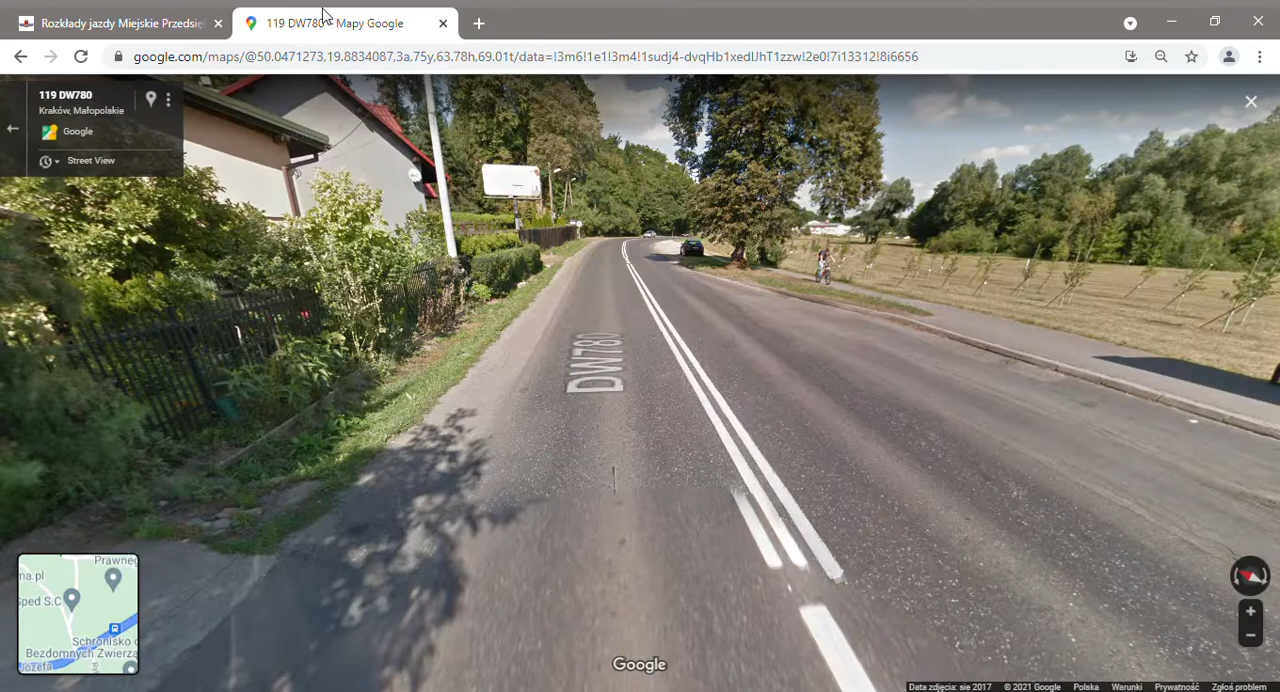 Rozkłady jazdy Miejskie Przedsię
119 DW780 - Mapy Google
google.com/maps/@50.0471273,19.8834087,3a,75y,63.78h,69.01t/data=!3m6!1e1!3m4!1sudj4-dvqHb1xedIJhT1zzw!2e0!7i13312!8i6656
119 DW780
Kraków, Małopolskie
Google
Street View
DW780
Prawneg
ma.pl
Sped S.C
Schronisko d
Bezdomnych Zwierzą
Józefa
Google
Data zdjęcia: sie 2017 © 2021 Google Polska Warunki Prywatność Zgłoś problem